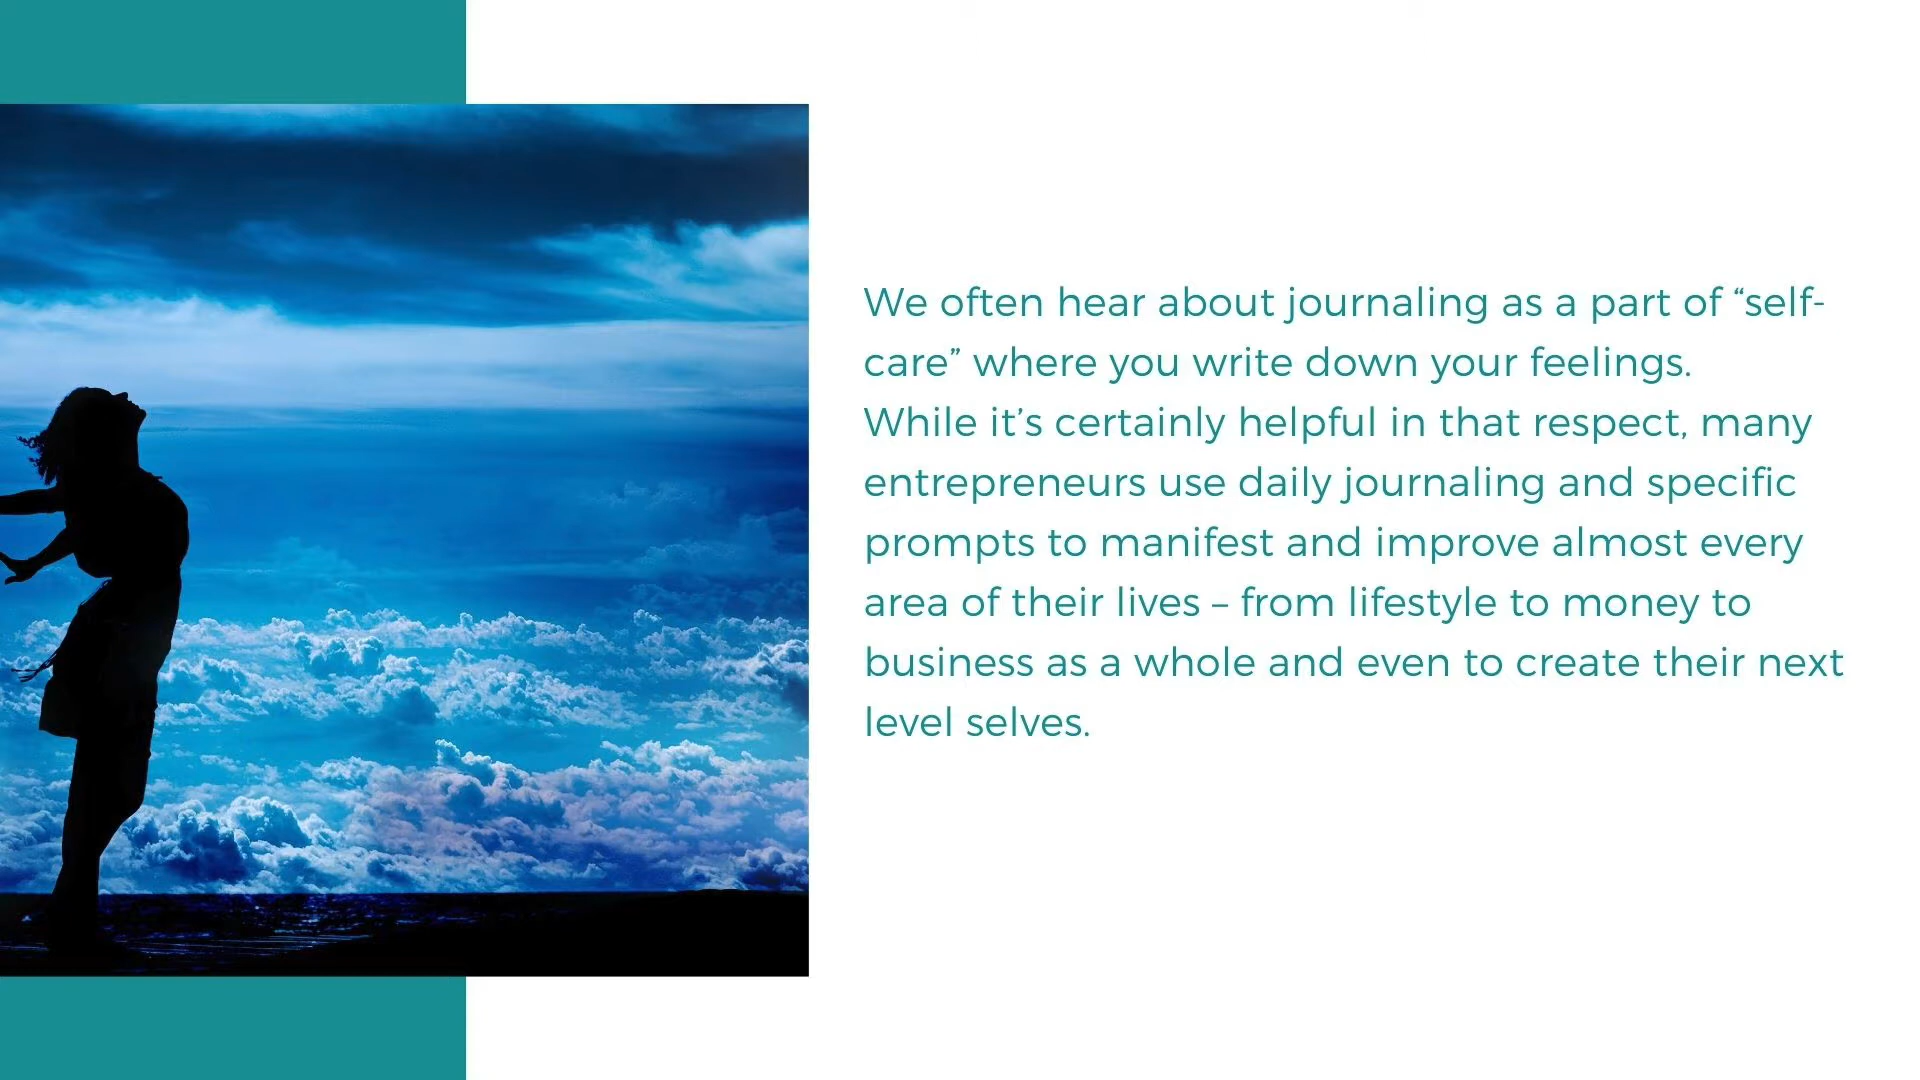 We often hear about journaling as a part of “self-
care” where you write down your feelings.
While it’s certainly helpful in that respect, many
entrepreneurs use daily journaling and specific
prompts to manifest and improve almost every
area of their lives – from lifestyle to money to
business as a whole and even to create their next
level selves.